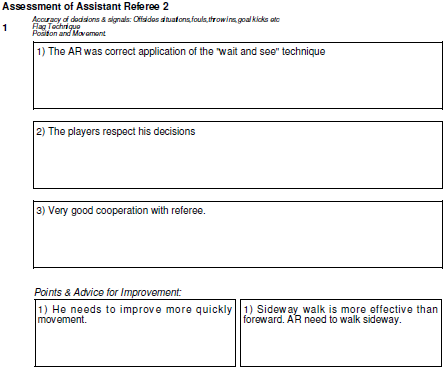 Assessment of Assistant Referee 2
1
Accuracy of decisions & signals: Offsides situations,fouls,throw ins,goal kicks etc
Flag Technique
Position and Movement.
1) The AR was correct application of the "wait and see" technique
2) The players respect his decisions
3) Very good cooperation with referee.
Points & Advice for Improvement:
1) He needs to improve more quickly
movement.
1) Sideway walk is more effective than
foreward. AR need to walk sideway.